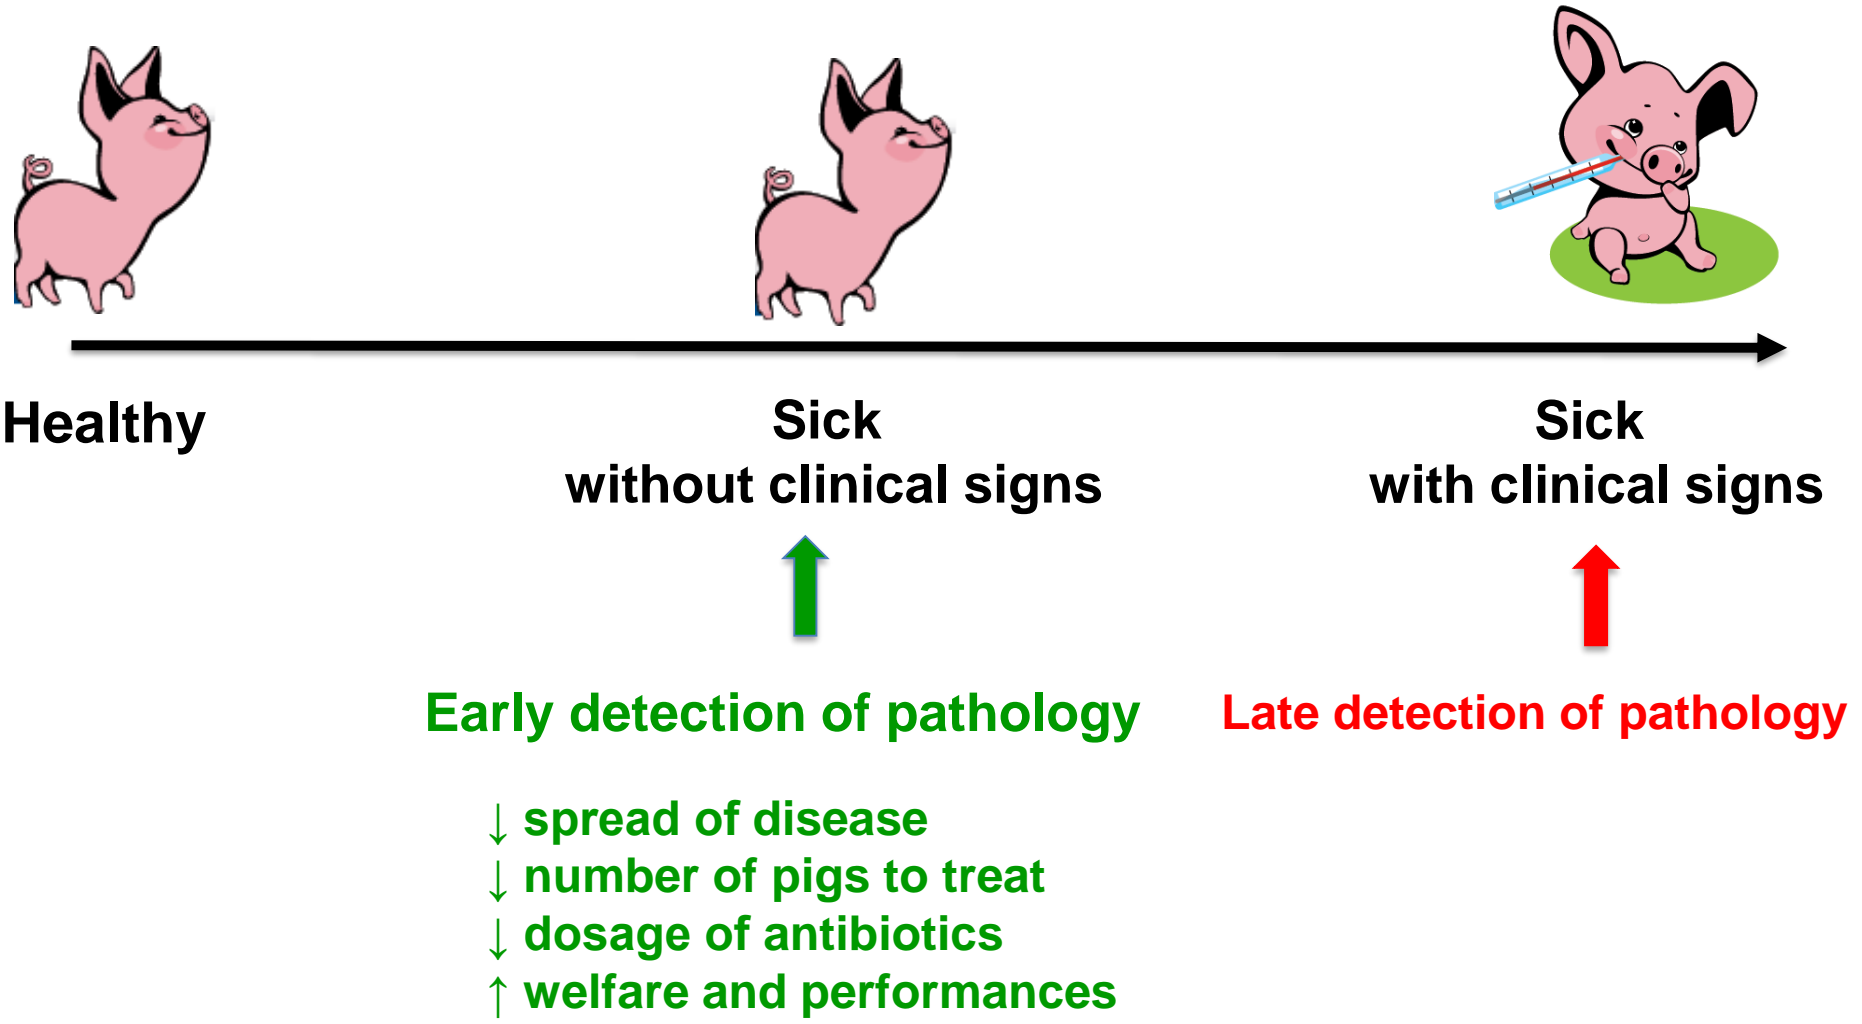 Healthy
Sick
without clinical signs
Sick
with clinical signs
Early detection of pathology
Late detection of pathology
↓ spread of disease
↓ number of pigs to treat
↓ dosage of antibiotics
↑ welfare and performances